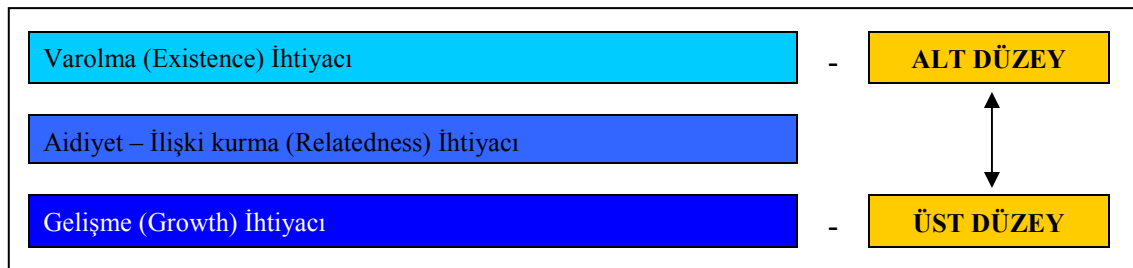 Varolma (Existence) İhtiyacı - ALT DÜZEY
Aidiyet – İlişki kurma (Relatedness) İhtiyacı
Gelişme (Growth) İhtiyacı - ÜST DÜZEY